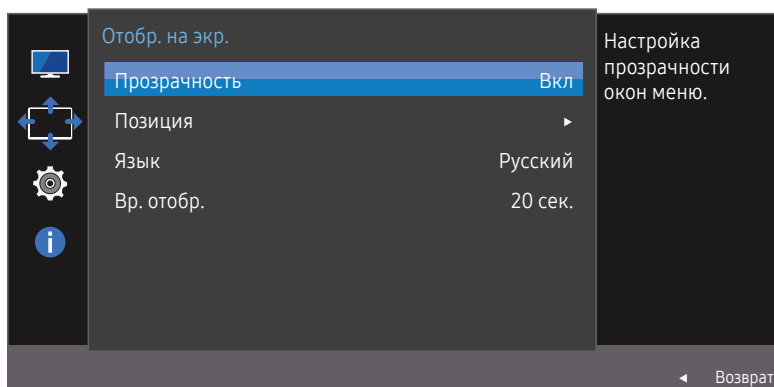 Отобр. на экр.
Прозрачность Вкл
Позиция ►
Язык Русский
Вр. отобр. 20 сек.
Настройка
прозрачности
окон меню.
◄ Возврат